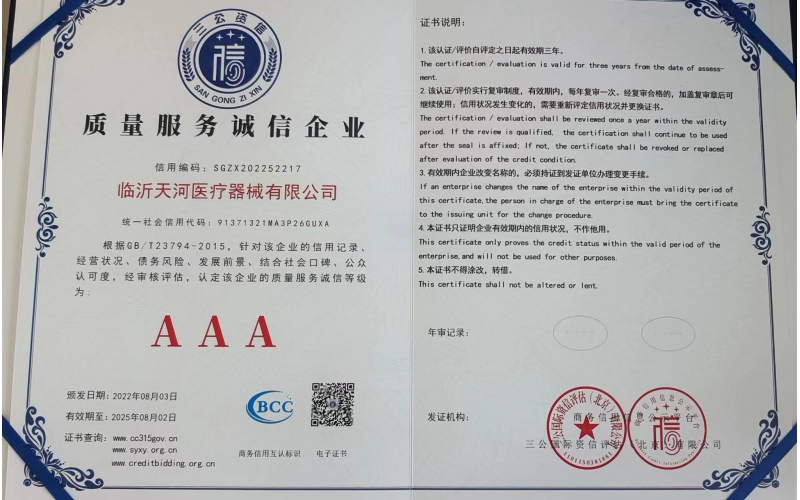 三公资信
信
SAN GONG ZI XIN
质量服务诚信企业
信用编码：SGZX202252217
临沂天河医疗器械有限公司
统一社会信用代码：91371321MA3P26GUXA
根据GB/T23794-2015，针对该企业的信用记录、
经营状况、债务风险、发展前景、结合社会口碑、公众
认可度，经审核评估，认定该企业的质量服务诚信等级
为：
AAA
颁发日期：2022年08月03日
有效期至：2025年08月02日
证书查询：www.cc315gov.cn
www.syxy.org.cn
www.creditbidding.org.cn
BCC
商务信用互认标识
电子证书
证书说明：
1.该认证/评价自评定之日起有效期三年。
The certification / evaluation is valid for three years from the date of assess-
ment.
2.该认证/评价实行复审制度，有效期内，每年复审一次。经复审合格的，加盖复审章后可
继续使用；信用状况发生变化的，需要重新评定信用状况并更换证书。
The certification / evaluation shall be reviewed once a year within the validity
period. If the review is qualified, the certification shall continue to be used
after the seal is affixed; If not, the certificate shall be revoked or replaced
after evaluation of the credit condition.
3.有效期内企业改变名称的，必须持证到发证单位办理变更手续。
If an enterprise changes the name of the enterprise within the validity period of
this certificate,the person in charge of the enterprise must bring the certificate
to the issuing unit for the change procedure.
4.本证书只证明企业有效期内的信用状况，不作他用。
This certificate only proves the credit status within the valid period of the
enterprise,and will not be used for other purposes.
5.本证书不得涂改，转借。
This certificate shall not be altered or lent.
年审记录：
发证机构：
商务信用信息公示平台
三公国际资信评估（北京）有限公司